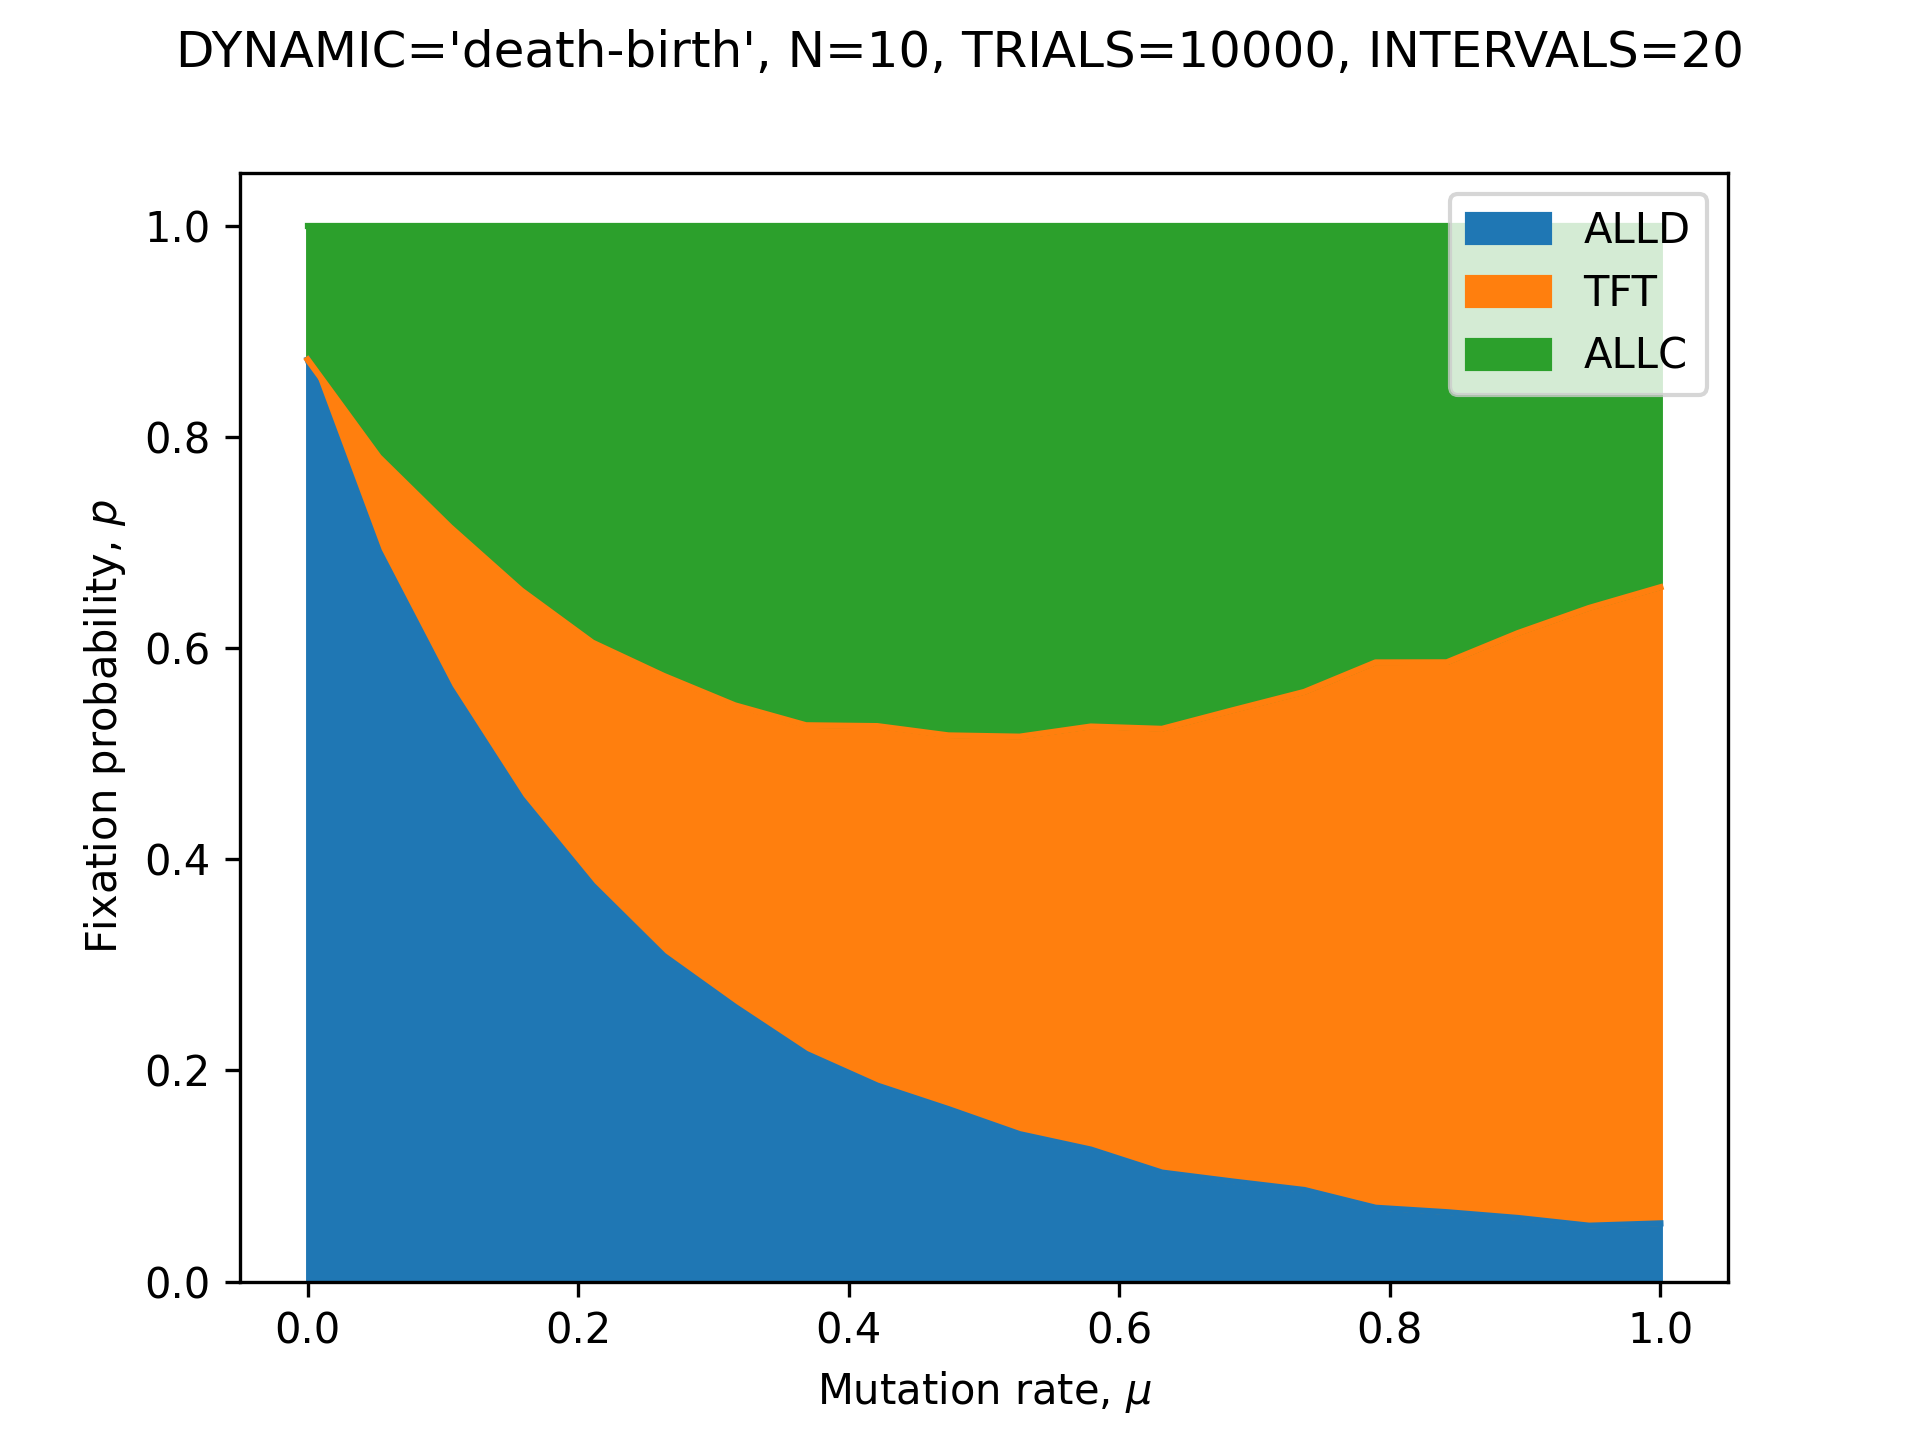 DYNAMIC='death-birth', N=10, TRIALS=10000, INTERVALS=20
1.0
0.8
0.6
0.4
0.2
0.0
Fixation probability, p
ALLD
TFT
ALLC
0.0 0.2 0.4 0.6 0.8 1.0
Mutation rate, μ